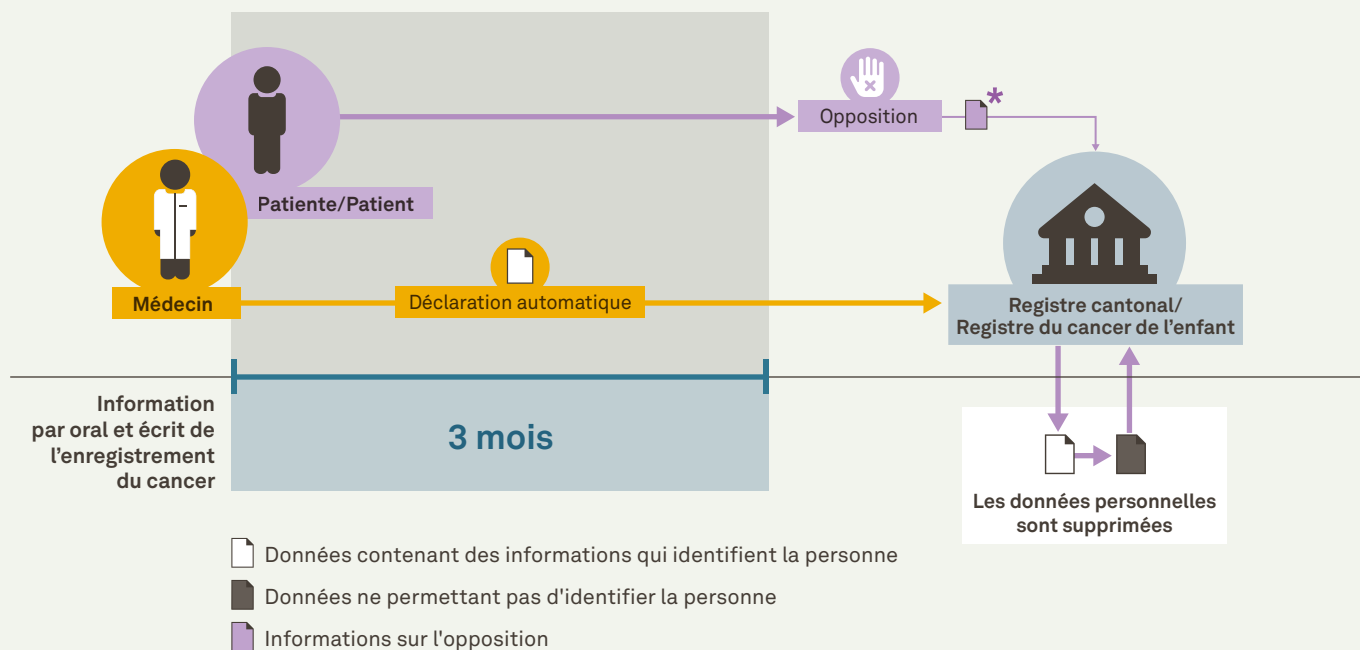 Opposition
*
Patiente/Patient
Déclaration automatique
Médecin
Registre cantonal/
Registre du cancer de l’enfant
Information
par oral et écrit de
l’enregistrement
du cancer
3 mois
Les données personnelles
sont supprimées
Données contenant des informations qui identifient la personne
Données ne permettant pas d'identifier la personne
Informations sur l'opposition